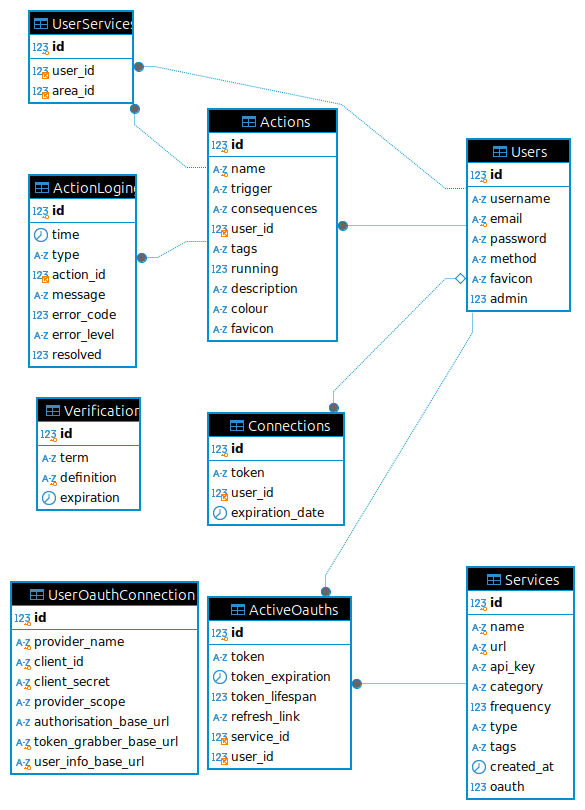 UserServices
123 id
123 user_id
123 area_id
Actions
123 id
A-Z name
A-Z trigger
A-Z consequences
123 user_id
A-Z tags
123 running
A-Z description
A-Z colour
A-Z favicon
Users
123 id
A-Z username
A-Z email
A-Z password
A-Z method
A-Z favicon
123 admin
ActionLoging
123 id
time
A-Z type
123 action_id
A-Z message
123 error_code
A-Z error_level
123 resolved
Verification
123 id
A-Z term
A-Z definition
expiration
Connections
123 id
A-Z token
123 user_id
expiration_date
UserOauthConnection
123 id
A-Z provider_name
A-Z client_id
A-Z client_secret
A-Z provider_scope
A-Z authorisation_base_url
A-Z token_grabber_base_url
A-Z user_info_base_url
ActiveOauths
123 id
A-Z token
token_expiration
123 token_lifespan
A-Z refresh_link
123 service_id
123 user_id
Services
123 id
A-Z name
A-Z url
A-Z api_key
A-Z category
123 frequency
A-Z type
A-Z tags
created_at
123 oauth